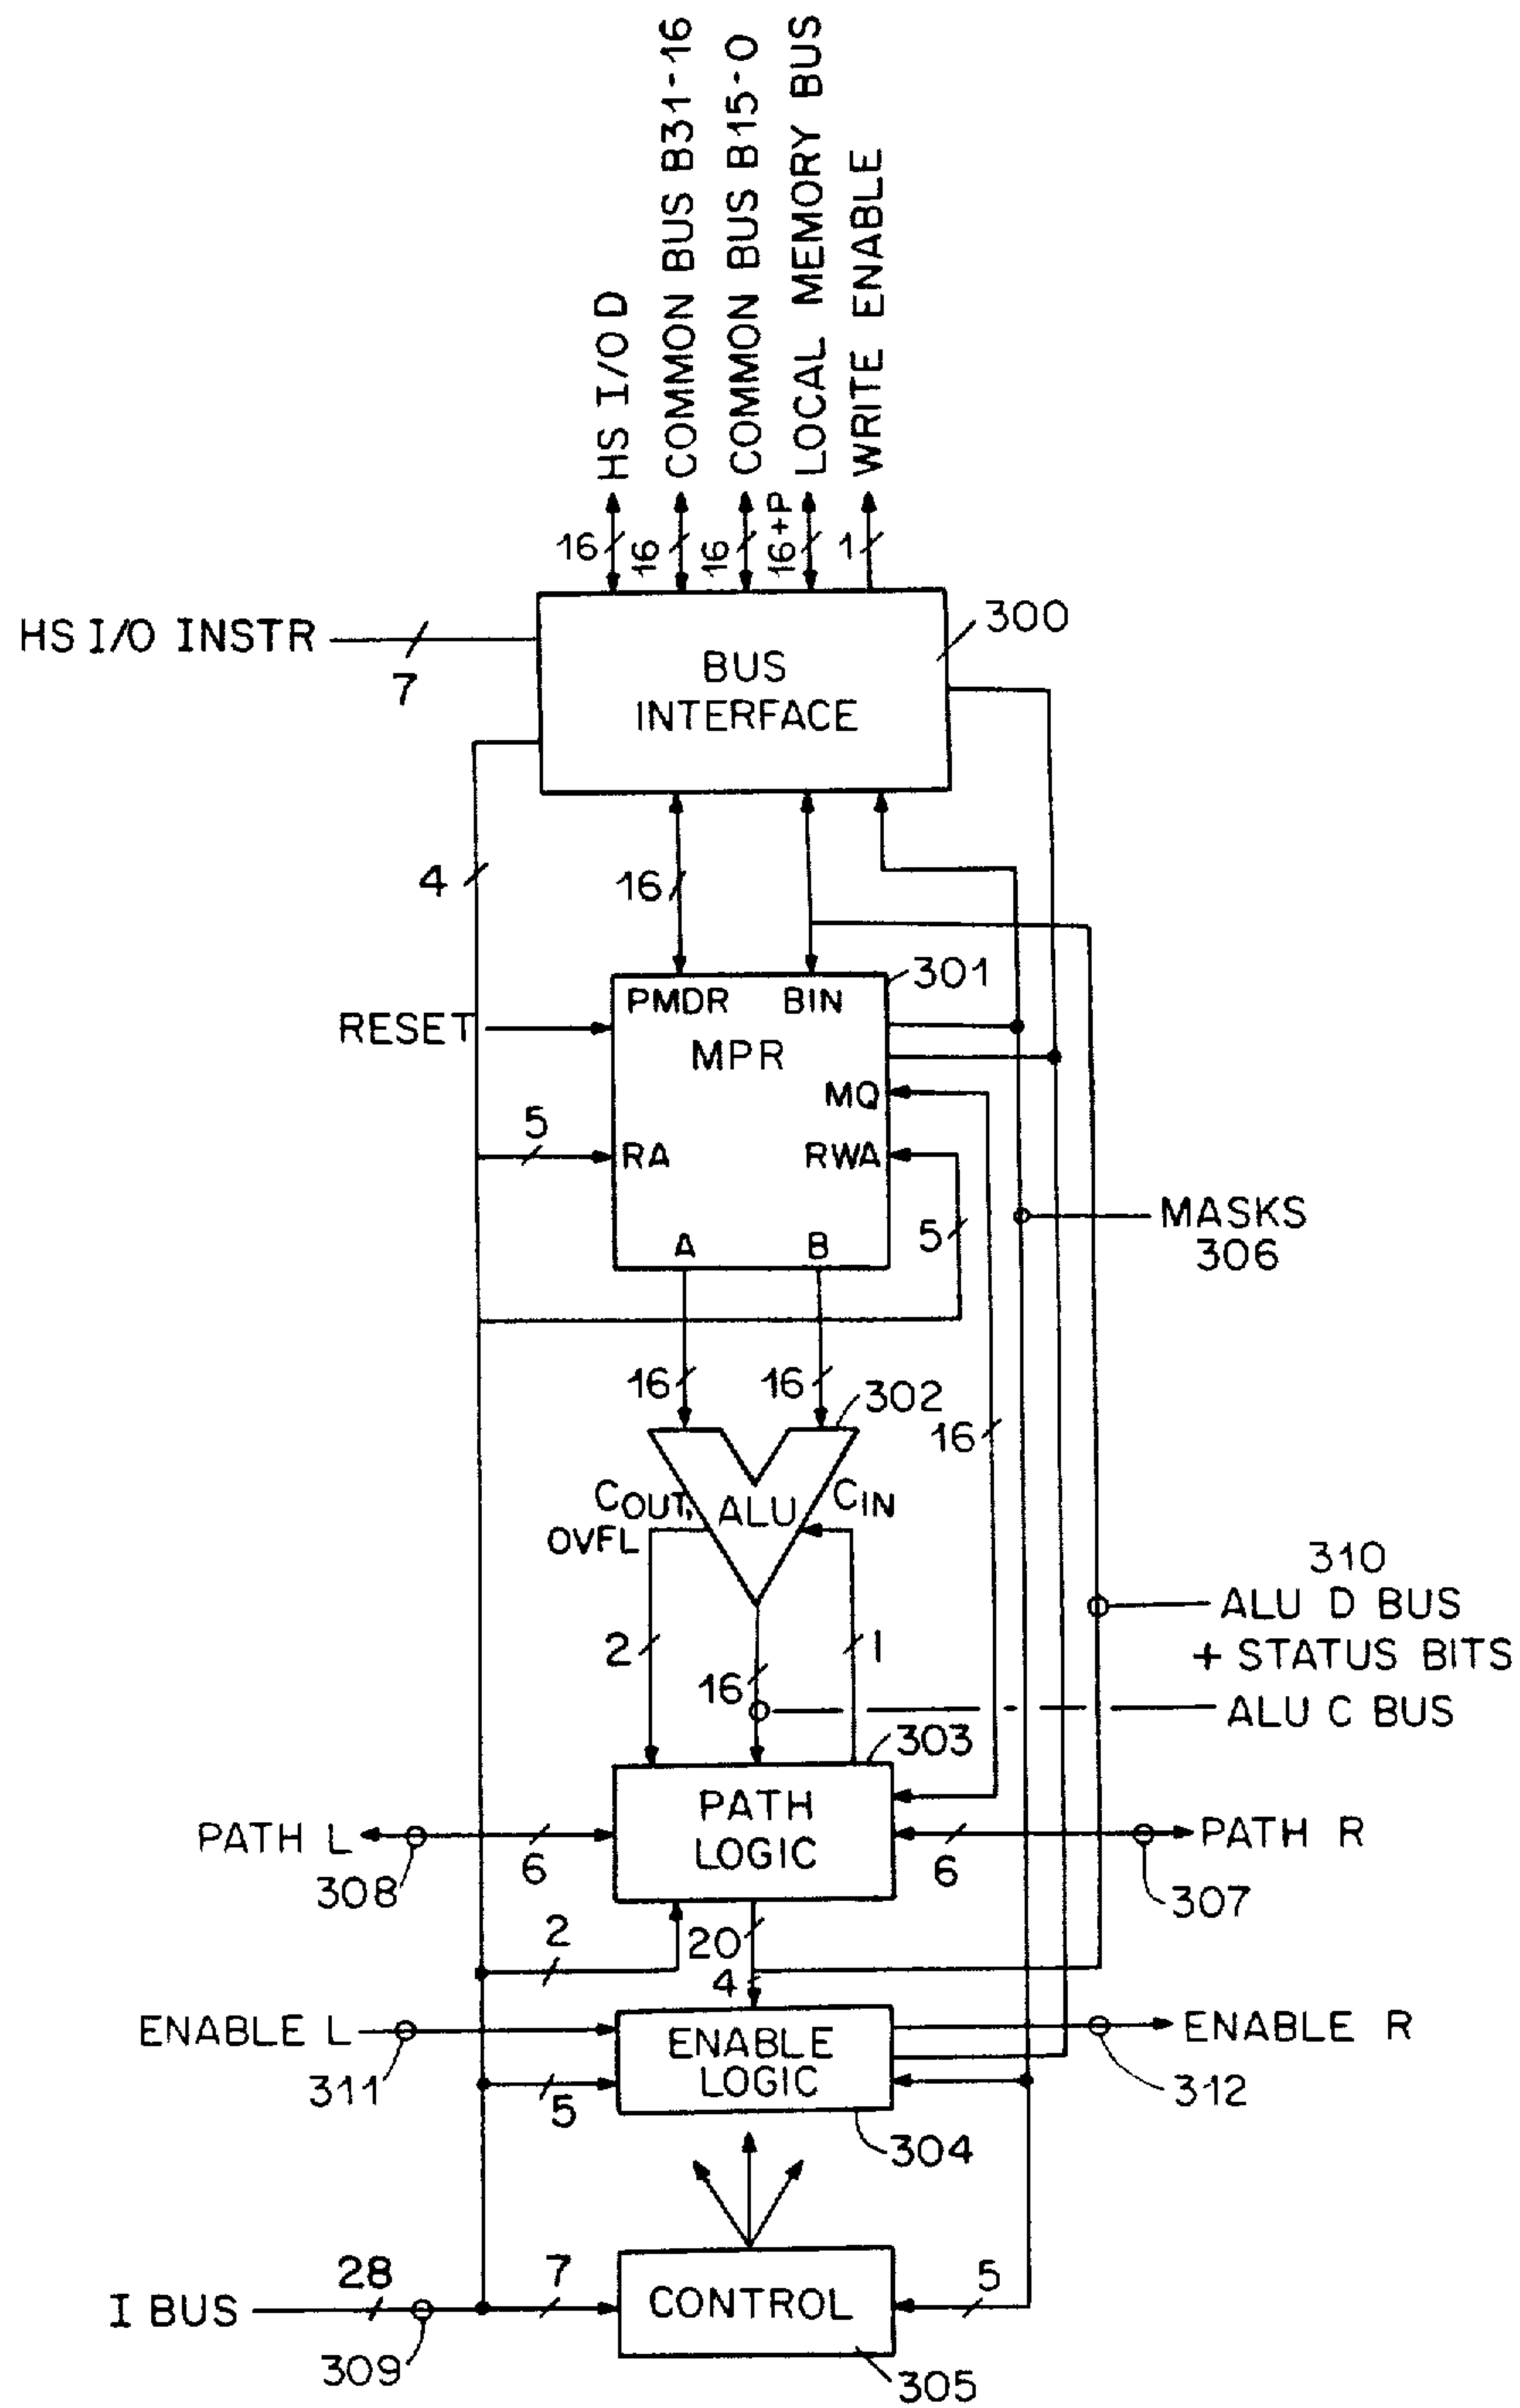 HS I/O D
COMMON BUS B31-16
COMMON BUS B15-0
LOCAL MEMORY BUS
WRITE ENABLE
16
16
16
16+P
1
HS I/O INSTR
7
300
BUS
INTERFACE
4
16
301
PMDR
BIN
RESET
MPR
MQ
5
RA
RWA
5
MASKS
306
A
B
16
16
302
16
COUT,
OVFL
ALU
CIN
310
ALU D BUS
+ STATUS BITS
2
16
1
ALU C BUS
303
PATH
LOGIC
PATH L
6
308
6
PATH R
307
2
20
4
ENABLE L
311
ENABLE
LOGIC
ENABLE R
312
5
304
28
7
5
I BUS
CONTROL
309
305